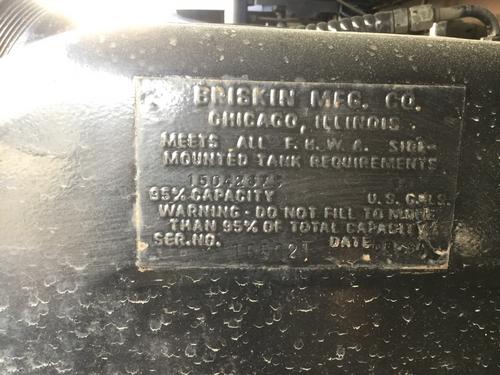 BRISKIN MFG. CO.
CHICAGO, ILLINOIS
MEETS ALL F.H.W.A. SIDE-
MOUNTED TANK REQUIREMENTS
95% CAPACITY U.S. GALS.
WARNING - DO NOT FILL TO MORE
THAN 95% OF TOTAL CAPACITY
SER. NO. DATE